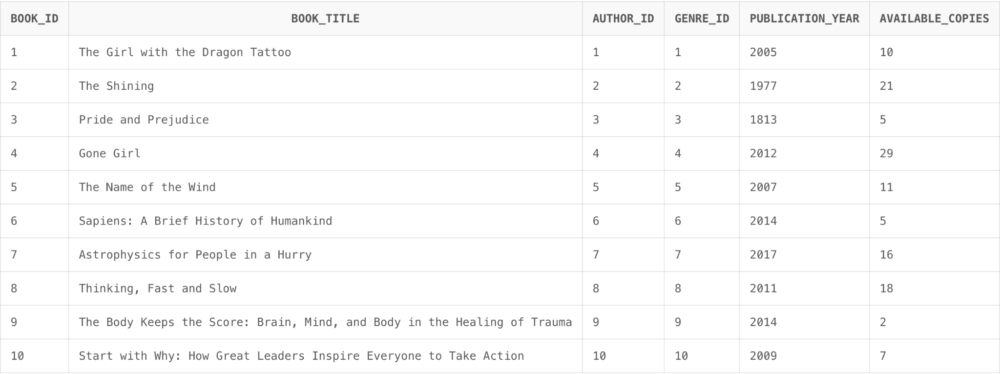 BOOK_ID BOOK_TITLE AUTHOR_ID GENRE_ID PUBLICATION_YEAR AVAILABLE_COPIES
1 The Girl with the Dragon Tattoo 1 1 2005 10
2 The Shining 2 2 1977 21
3 Pride and Prejudice 3 3 1813 5
4 Gone Girl 4 4 2012 29
5 The Name of the Wind 5 5 2007 11
6 Sapiens: A Brief History of Humankind 6 6 2014 5
7 Astrophysics for People in a Hurry 7 7 2017 16
8 Thinking, Fast and Slow 8 8 2011 18
9 The Body Keeps the Score: Brain, Mind, and Body in the Healing of Trauma 9 9 2014 2
10 Start with Why: How Great Leaders Inspire Everyone to Take Action 10 10 2009 7